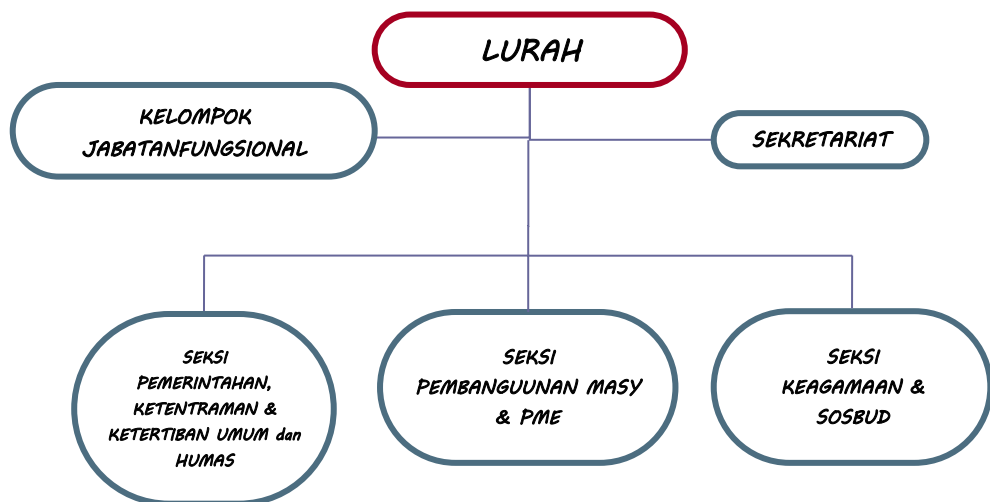 LURAH
KELOMPOK
JABATANFUNGSIONAL
SEKRETARIAT
SEKSI
PEMERINTAHAN,
KETENTRAMAN &
KETERTIBAN UMUM dan
HUMAS
SEKSI
PEMBANGUUNAN MASY
& PME
SEKSI
KEAGAMAAN &
SOSBUD